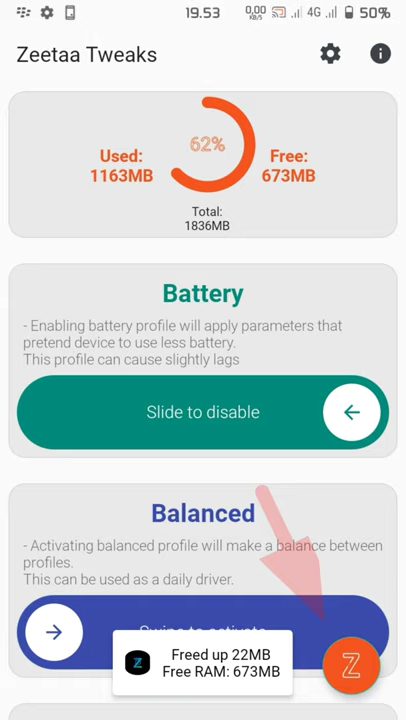 19.53
0,00
KB/S
4G
50%
Zeetaa Tweaks
62%
Used:
1163MB
Free:
673MB
Total:
1836MB
Battery
- Enabling battery profile will apply parameters that
pretend device to use less battery.
This profile can cause slightly lags
Slide to disable
Balanced
- Activating balanced profile will make a balance between
profiles.
This can be used as a daily driver.
Swipe to activate
Z
Freed up 22MB
Free RAM: 673MB
Z